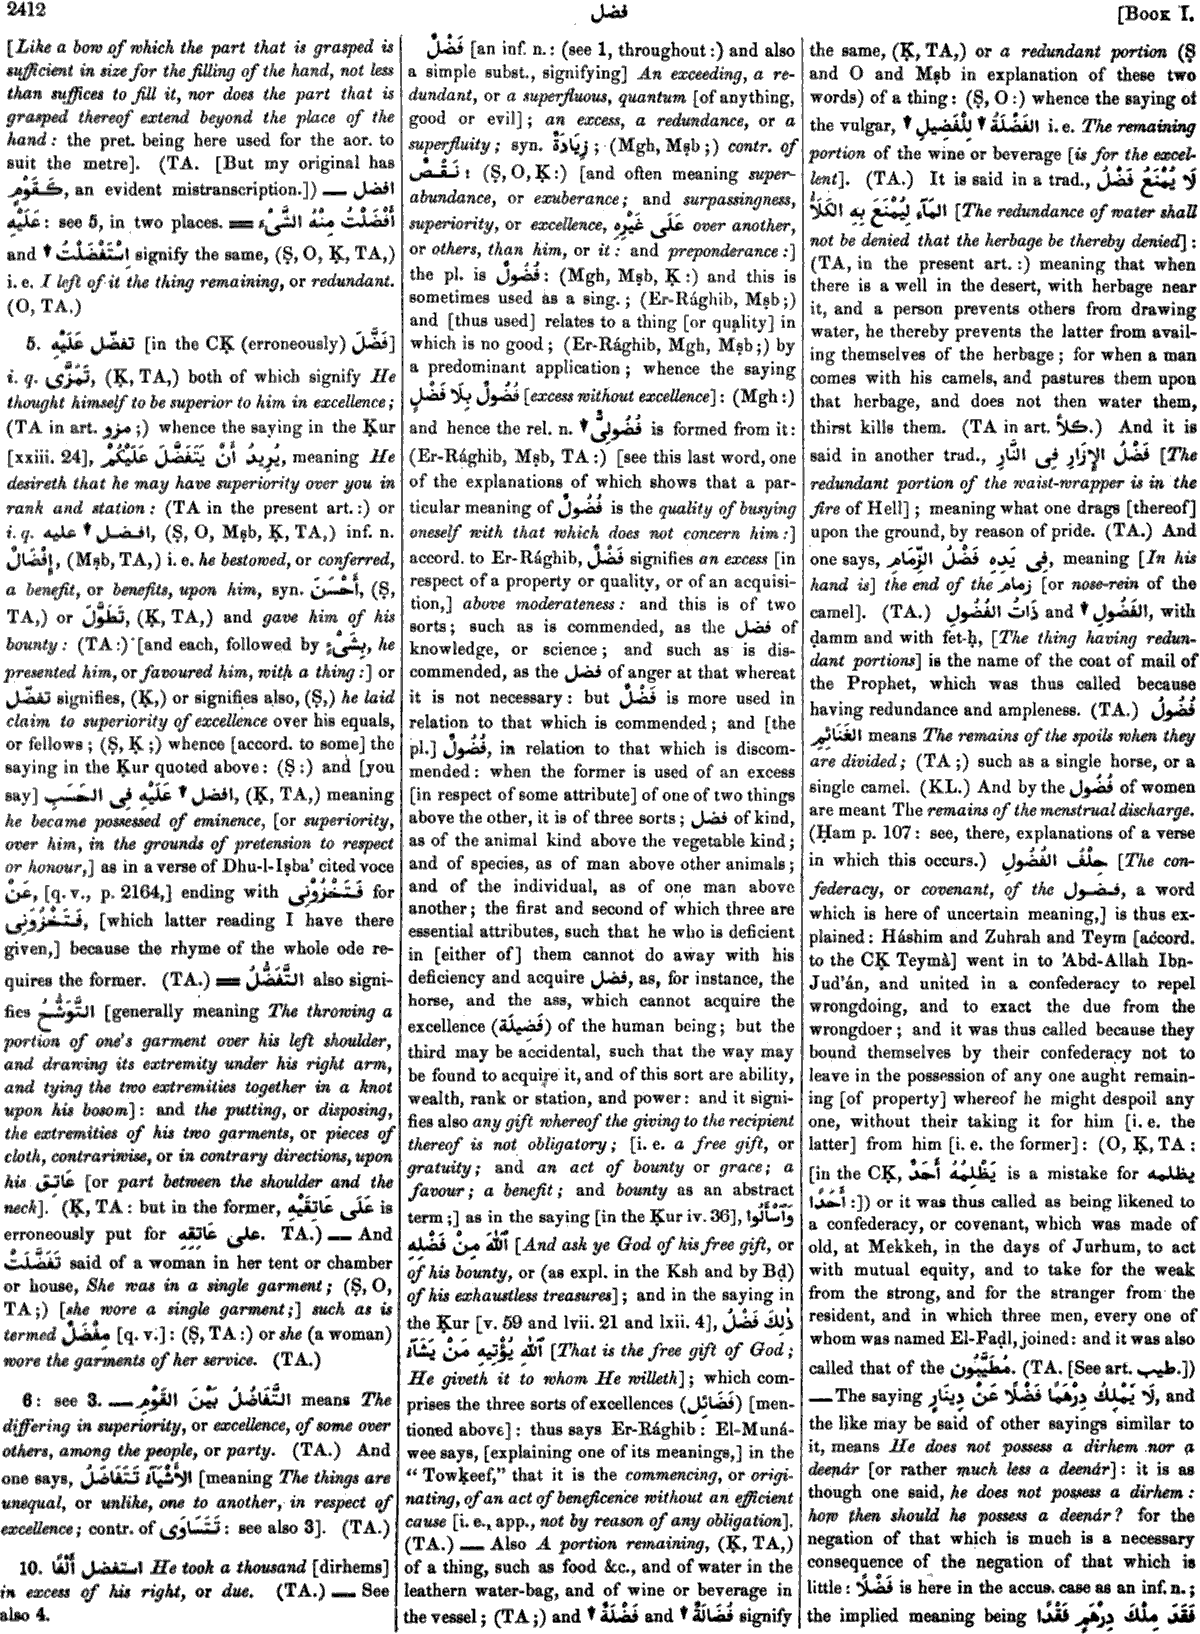 2412
فضل
[Book I.
[Like a bow of which the part that is grasped is
sufficient in size for the filling of the hand, not less
than suffices to fill it, nor does the part that is
grasped thereof extend beyond the place of the
hand: the pret. being here used for the aor. to
suit the metre]. (TA. [But my original has
كَقَوْمٍ, an evident mistranscription.]) — افضل
عَلَيْهِ: see 5, in two places. = أَفْضَلْتُ مِنْهُ الشَّىْءَ
and ↑ اسْتَفْضَلْتُ signify the same, (Ṣ, O, Ḳ, TA,)
i. e. I left of it the thing remaining, or redundant.
(O, TA.)
5. تفضّل عَلَيْهِ [in the CḲ (erroneously) فَضَّلَ]
i. q. تَمَزَّى, (Ḳ, TA,) both of which signify He
thought himself to be superior to him in excellence;
(TA in art. مزو;) whence the saying in the Ḳur
[xxiii. 24], يُرِيدُ أَنْ يَتَفَضَّلَ عَلَيْكُمْ, meaning He
desireth that he may have superiority over you in
rank and station: (TA in the present art.:) or
i. q. افضل ↑ عليه, (Ṣ, O, Mṣb, Ḳ, TA,) inf. n.
إِفْضَالٌ, (Mṣb, TA,) i. e. he bestowed, or conferred,
a benefit, or benefits, upon him, syn. أَحْسَنَ, (Ṣ,
TA,) or تَطَوَّلَ, (Ḳ, TA,) and gave him of his
bounty: (TA:) [and each, followed by بِشَىْءٍ, he
presented him, or favoured him, with a thing:] or
تفضّل signifies, (Ḳ,) or signifies also, (Ṣ,) he laid
claim to superiority of excellence over his equals,
or fellows; (Ṣ, Ḳ;) whence [accord. to some] the
saying in the Ḳur quoted above: (Ṣ:) and [you
say] افضل ↑ عَلَيْهِ فِى الحَسَبِ, (Ḳ, TA,) meaning
he became possessed of eminence, [or superiority,
over him, in the grounds of pretension to respect
or honour,] as in a verse of Dhu-l-Iṣba' cited voce
عَنْ, [q. v., p. 2164,] ending with فَتَخْزُونِى for
فَتَخْزُوَنِى, [which latter reading I have there
given,] because the rhyme of the whole ode re-
quires the former. (TA.) = التَّفَضُّلُ also signi-
fies التَّوَشُّحُ [generally meaning The throwing a
portion of one's garment over his left shoulder,
and drawing its extremity under his right arm,
and tying the two extremities together in a knot
upon his bosom]: and the putting, or disposing,
the extremities of his two garments, or pieces of
cloth, contrariwise, or in contrary directions, upon
his عَاتِق [or part between the shoulder and the
neck]. (Ḳ, TA: but in the former, عَلَى عَاتِقَيْهِ is
erroneously put for على عَاتِقِهِ. TA.) — And
تَفَضَّلَتْ said of a woman in her tent or chamber
or house, She was in a single garment; (Ṣ, O,
TA;) [she wore a single garment;] such as is
termed مِفْضَلٌ [q. v.]: (Ṣ, TA:) or she (a woman)
wore the garments of her service. (TA.)
6: see 3. — التَّفَاضُلُ بَيْنَ القَوْمِ means The
differing in superiority, or excellence, of some over
others, among the people, or party. (TA.) And
one says, الأَشْيَآءُ تَتَفَاضَلُ [meaning The things are
unequal, or unlike, one to another, in respect of
excellence; contr. of تَتَسَاوَى: see also 3]. (TA.)
10. استفضل أَلْفًا He took a thousand [dirhems]
in excess of his right, or due. (TA.) — See
also 4.
فَضْلٌ [an inf. n.: (see 1, throughout:) and also
a simple subst., signifying] An exceeding, a re-
dundant, or a superfluous, quantum [of anything,
good or evil]; an excess, a redundance, or a
superfluity; syn. زِيَادَةٌ; (Mgh, Mṣb;) contr. of
نَقْصٌ: (Ṣ, O, Ḳ:) [and often meaning super-
abundance, or exuberance; and surpassingness,
superiority, or excellence, عَلَى غَيْرِهِ over another,
or others, than him, or it: and preponderance:]
the pl. is فُضُولٌ: (Mgh, Mṣb, Ḳ:) and this is
sometimes used as a sing.; (Er-Rághib, Mṣb;)
and [thus used] relates to a thing [or quality] in
which is no good; (Er-Rághib, Mgh, Mṣb;) by
a predominant application; whence the saying
فُضُولٌ بِلَا فَضْلٍ [excess without excellence]: (Mgh:)
and hence the rel. n. فُضُولِىٌّ is formed from it:
(Er-Rághib, Mṣb, TA:) [see this last word, one
of the explanations of which shows that a par-
ticular meaning of فُضُولٌ is the quality of busying
oneself with that which does not concern him:]
accord. to Er-Rághib, فَضْلٌ signifies an excess [in
respect of a property or quality, or of an acquisi-
tion,] above moderateness: and this is of two
sorts; such as is commended, as the فضل of
knowledge, or science; and such as is dis-
commended, as the فضل of anger at that whereat
it is not necessary: but فَضْلٌ is more used in
relation to that which is commended; and [the
pl.] فُضُولٌ, in relation to that which is discom-
mended: when the former is used of an excess
[in respect of some attribute] of one of two things
above the other, it is of three sorts; فضل of kind,
as of the animal kind above the vegetable kind;
and of species, as of man above other animals;
and of the individual, as of one man above
another; the first and second of which three are
essential attributes, such that he who is deficient
in [either of] them cannot do away with his
deficiency and acquire فضل, as, for instance, the
horse, and the ass, which cannot acquire the
excellence (فَضِيلَة) of the human being; but the
third may be accidental, such that the way may
be found to acquire it, and of this sort are ability,
wealth, rank or station, and power: and it signi-
fies also any gift whereof the giving to the recipient
thereof is not obligatory; [i. e. a free gift, or
gratuity; and an act of bounty or grace; a
favour; a benefit; and bounty as an abstract
term;] as in the saying [in the Ḳur iv. 36], وَٱسْأَلُوا
ٱللّٰهَ مِنْ فَضْلِهِ [And ask ye God of his free gift, or
of his bounty, or (as expl. in the Ksh and by Bḍ)
of his exhaustless treasures]; and in the saying in
the Ḳur [v. 59 and lvii. 21 and lxii. 4], ذٰلِكَ فَضْلُ
ٱللّٰهِ يُؤْتِيهِ مَنْ يَشَآءُ [That is the free gift of God;
He giveth it to whom He willeth]; which com-
prises the three sorts of excellences (فَضَائِل) [men-
tioned above]: thus says Er-Rághib: El-Muná-
wee says, [explaining one of its meanings,] in the
“Towḳeef,” that it is the commencing, or origi-
nating, of an act of beneficence without an efficient
cause [i. e., app., not by reason of any obligation].
(TA.) — Also A portion remaining, (Ḳ, TA,)
of a thing, such as food &c., and of water in the
leathern water-bag, and of wine or beverage in
the vessel; (TA;) and ↑ فَضْلَةٌ and ↑ فُضَالَةٌ signify
the same, (Ḳ, TA,) or a redundant portion (Ṣ
and O and Mṣb in explanation of these two
words) of a thing: (Ṣ, O:) whence the saying of
the vulgar, الفَضْلَةُ ↑ لِلْفَضِيلِ ↑ i. e. The remaining
portion of the wine or beverage [is for the excel-
lent]. (TA.) It is said in a trad., لَا يُمْنَعُ فَضْلُ
المَآءِ لِيُمْنَعَ بِهِ الكَلَأُ [The redundance of water shall
not be denied that the herbage be thereby denied]:
(TA, in the present art.:) meaning that when
there is a well in the desert, with herbage near
it, and a person prevents others from drawing
water, he thereby prevents the latter from avail-
ing themselves of the herbage; for when a man
comes with his camels, and pastures them upon
that herbage, and does not then water them,
thirst kills them. (TA in art. كلأ.) And it is
said in another trad., فَضْلُ الإِزَارِ فِى النَّارِ [The
redundant portion of the waist-wrapper is in the
fire of Hell]; meaning what one drags [thereof]
upon the ground, by reason of pride. (TA.) And
one says, فِى يَدِهِ فَضْلُ الزِّمَامِ, meaning [In his
hand is] the end of the زمام [or nose-rein of the
camel]. (TA.) ذَاتُ الفُضُولِ and ↑ الفَضُولِ, with
ḍamm and with fet-ḥ, [The thing having redun-
dant portions] is the name of the coat of mail of
the Prophet, which was thus called because
having redundance and ampleness. (TA.) فُضُولُ
الغَنَائِمِ means The remains of the spoils when they
are divided; (TA;) such as a single horse, or a
single camel. (KL.) And by the فُضُول of women
are meant The remains of the menstrual discharge.
(Ḥam p. 107: see, there, explanations of a verse
in which this occurs.) حِلْفُ الفُضُولِ [The con-
federacy, or covenant, of the فضول, a word
which is here of uncertain meaning,] is thus ex-
plained: Háshim and Zuhrah and Teym [accord.
to the CḲ Teymà] went in to 'Abd-Allah Ibn-
Jud'án, and united in a confederacy to repel
wrongdoing, and to exact the due from the
wrongdoer; and it was thus called because they
bound themselves by their confederacy not to
leave in the possession of any one aught remain-
ing [of property] whereof he might despoil any
one, without their taking it for him [i. e. the
latter] from him [i. e. the former]: (O, Ḳ, TA:
[in the CḲ, يَظْلِمُهُ أَحَدٌ is a mistake for يظلمه
أَحَدًا:]) or it was thus called as being likened to
a confederacy, or covenant, which was made of
old, at Mekkeh, in the days of Jurhum, to act
with mutual equity, and to take for the weak
from the strong, and for the stranger from the
resident, and in which three men, every one of
whom was named El-Faḍl, joined: and it was also
called that of the مُطَيَّبُون. (TA. [See art. طيب.])
— The saying لَا يَمْلِكُ دِرْهَمًا فَضْلًا عَنْ دِينَارٍ, and
the like may be said of other sayings similar to
it, means He does not possess a dirhem nor a
deenár [or rather much less a deenár]: it is as
though one said, he does not possess a dirhem:
how then should he possess a deenár? for the
negation of that which is much is a necessary
consequence of the negation of that which is
little: فَضْلًا is here in the accus. case as an inf. n.;
the implied meaning being فَقَدَ مِلْكَ دِرْهَمٍ فَقْدًا